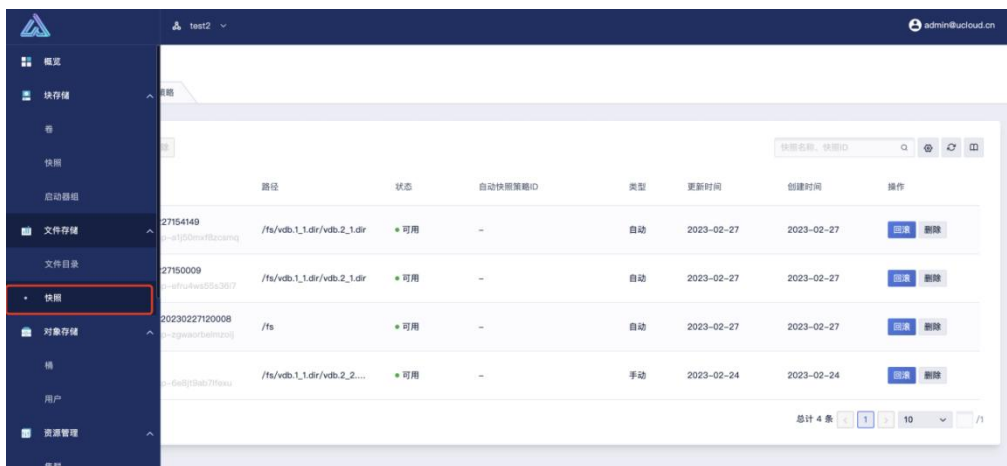 test2
admin@ucloud.cn
概览
块存储
卷
快照
启动器组
文件存储
文件目录
快照
对象存储
桶
用户
资源管理
策略
快照名称、快照ID
路径 状态 自动快照策略ID 类型 更新时间 创建时间 操作
27154149
/fs/vdb.1_1.dir/vdb.2_1.dir 可用 - 自动 2023-02-27 2023-02-27 回滚 删除
27150009
/fs/vdb.1_1.dir/vdb.2_1.dir 可用 - 自动 2023-02-27 2023-02-27 回滚 删除
20230227120008
/fs 可用 - 自动 2023-02-27 2023-02-27 回滚 删除
/fs/vdb.1_1.dir/vdb.2_2.... 可用 - 手动 2023-02-24 2023-02-24 回滚 删除
总计 4 条 1 10 /1